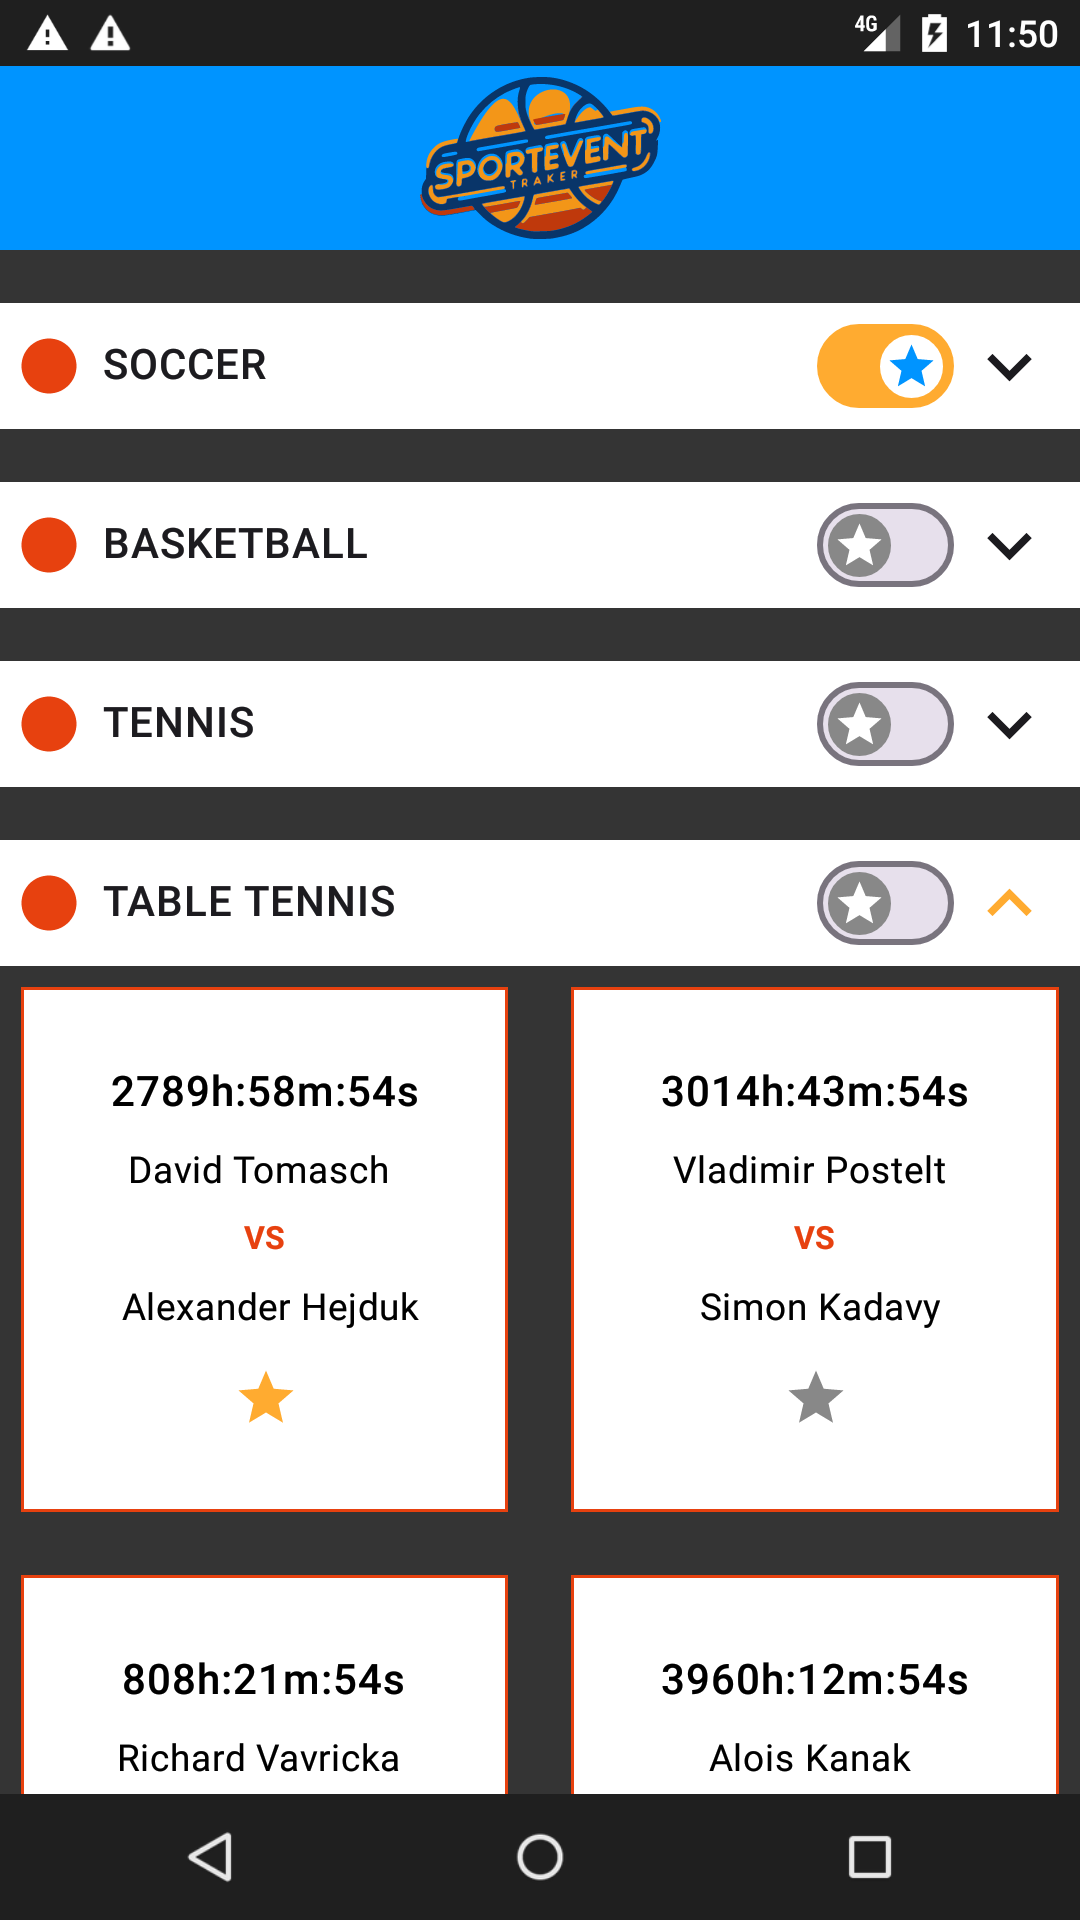 4G 11:50
SPORTEVENT
TRAKER
SOCCER
BASKETBALL
TENNIS
TABLE TENNIS
2789h:58m:54s
David Tomasch
VS
Alexander Hejduk
3014h:43m:54s
Vladimir Postelt
VS
Simon Kadavy
808h:21m:54s
Richard Vavricka
3960h:12m:54s
Alois Kanak